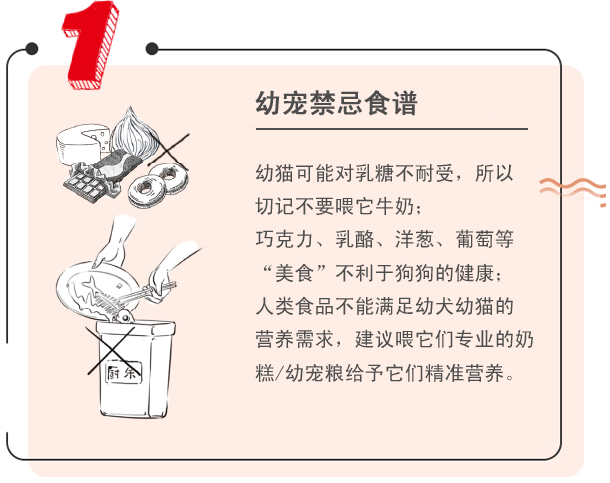 1
幼宠禁忌食谱
幼猫可能对乳糖不耐受，所以
切记不要喂它牛奶；
巧克力、乳酪、洋葱、葡萄等
“美食”不利于狗狗的健康；
人类食品不能满足幼犬幼猫的
营养需求，建议喂它们专业的奶
糕/幼宠粮给予它们精准营养。
厨余